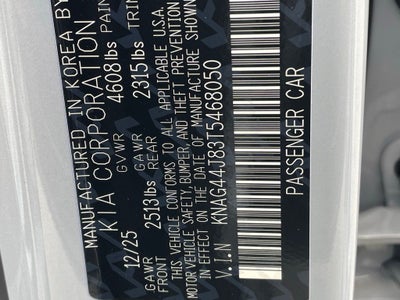 MANUFACTURED IN KOREA BY
KIA CORPORATION
12/25 GVWR 4608lbs PAIN
GAWR FRONT 2513lbs GAWR REAR 2315lbs TRIM
THIS VEHICLE CONFORMS TO ALL APPLICABLE U.S.A.
MOTOR VEHICLE SAFETY, BUMPER, AND THEFT PREVENTION
IN EFFECT ON THE DATE OF MANUFACTURE SHOWN
V.I.N KNAG44J83T5468050
PASSENGER CAR